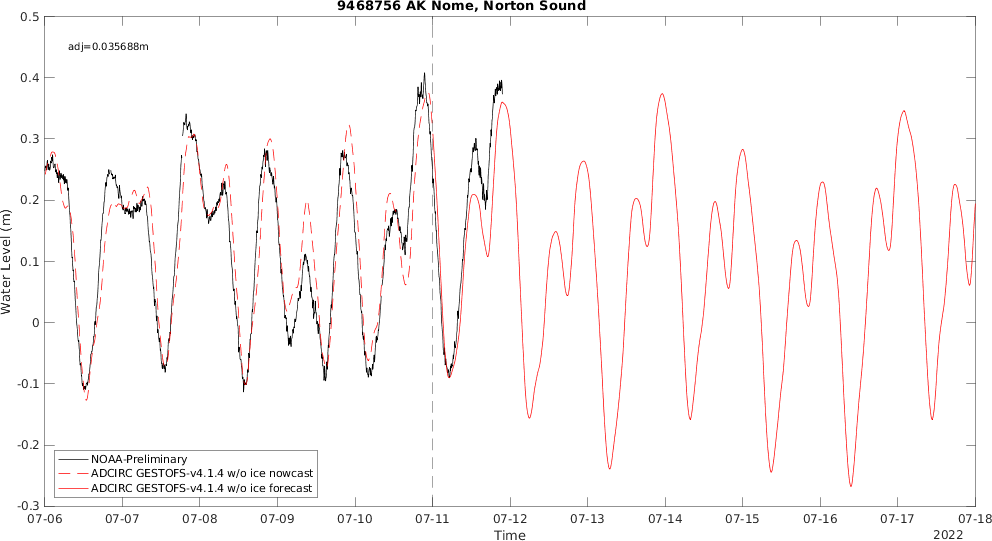 9468756 AK Nome, Norton Sound
adj=0.035688m
0.5
0.4
0.3
0.2
0.1
0
-0.1
-0.2
-0.3
Water Level (m)
NOAA-Preliminary
ADCIRC GESTOFS-v4.1.4 w/o ice nowcast
ADCIRC GESTOFS-v4.1.4 w/o ice forecast
07-06 07-07 07-08 07-09 07-10 07-11 07-12 07-13 07-14 07-15 07-16 07-17 07-18
Time
2022